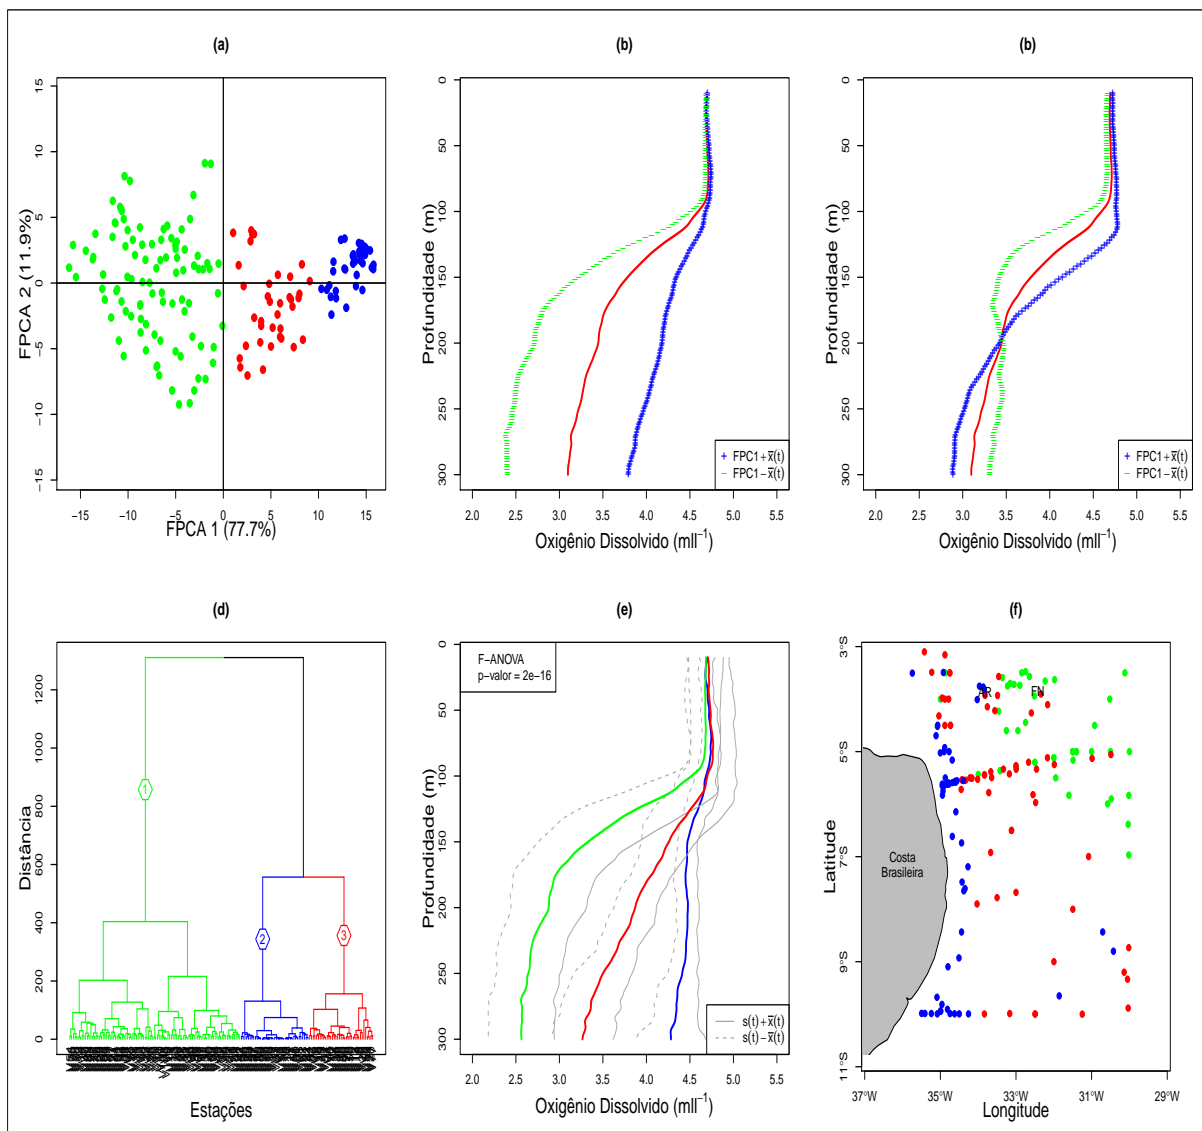 (a)
15
10
5
0
−5
−10
−15
FPCA 2 (11.9%)
−15 −10 −5 0 5 10 15
FPCA 1 (77.7%)
(b)
0
50
100
150
200
250
300
Profundidade (m)
FPC1+x̅(t)
FPC1−x̅(t)
2.0 2.5 3.0 3.5 4.0 4.5 5.0 5.5
Oxigênio Dissolvido (mll⁻¹)
(b)
0
50
100
150
200
250
300
Profundidade (m)
FPC1+x̅(t)
FPC1−x̅(t)
2.0 2.5 3.0 3.5 4.0 4.5 5.0 5.5
Oxigênio Dissolvido (mll⁻¹)
(d)
1200
1000
800
600
400
200
0
Distância
1
2
3
Estações
(e)
F−ANOVA
p−valor = 2e−16
0
50
100
150
200
250
300
Profundidade (m)
s(t)+x̅(t)
s(t)−x̅(t)
2.0 2.5 3.0 3.5 4.0 4.5 5.0 5.5
Oxigênio Dissolvido (mll⁻¹)
(f)
3°S
5°S
7°S
9°S
11°S
Latitude
AR
FN
Costa
Brasileira
37°W 35°W 33°W 31°W 29°W
Longitude